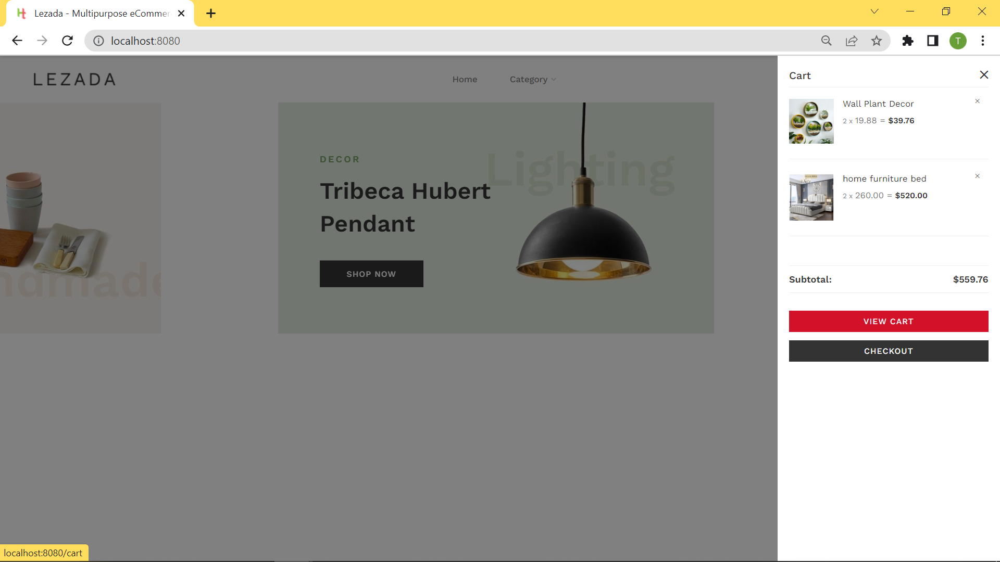 Lezada - Multipurpose eCommer
localhost:8080
T
LEZADA
Home
Category
ndmade
DECOR
Lighting
Tribeca Hubert
Pendant
SHOP NOW
Cart
Wall Plant Decor
2 x 19.88 = $39.76
home furniture bed
2 x 260.00 = $520.00
Subtotal: $559.76
VIEW CART
CHECKOUT
localhost:8080/cart